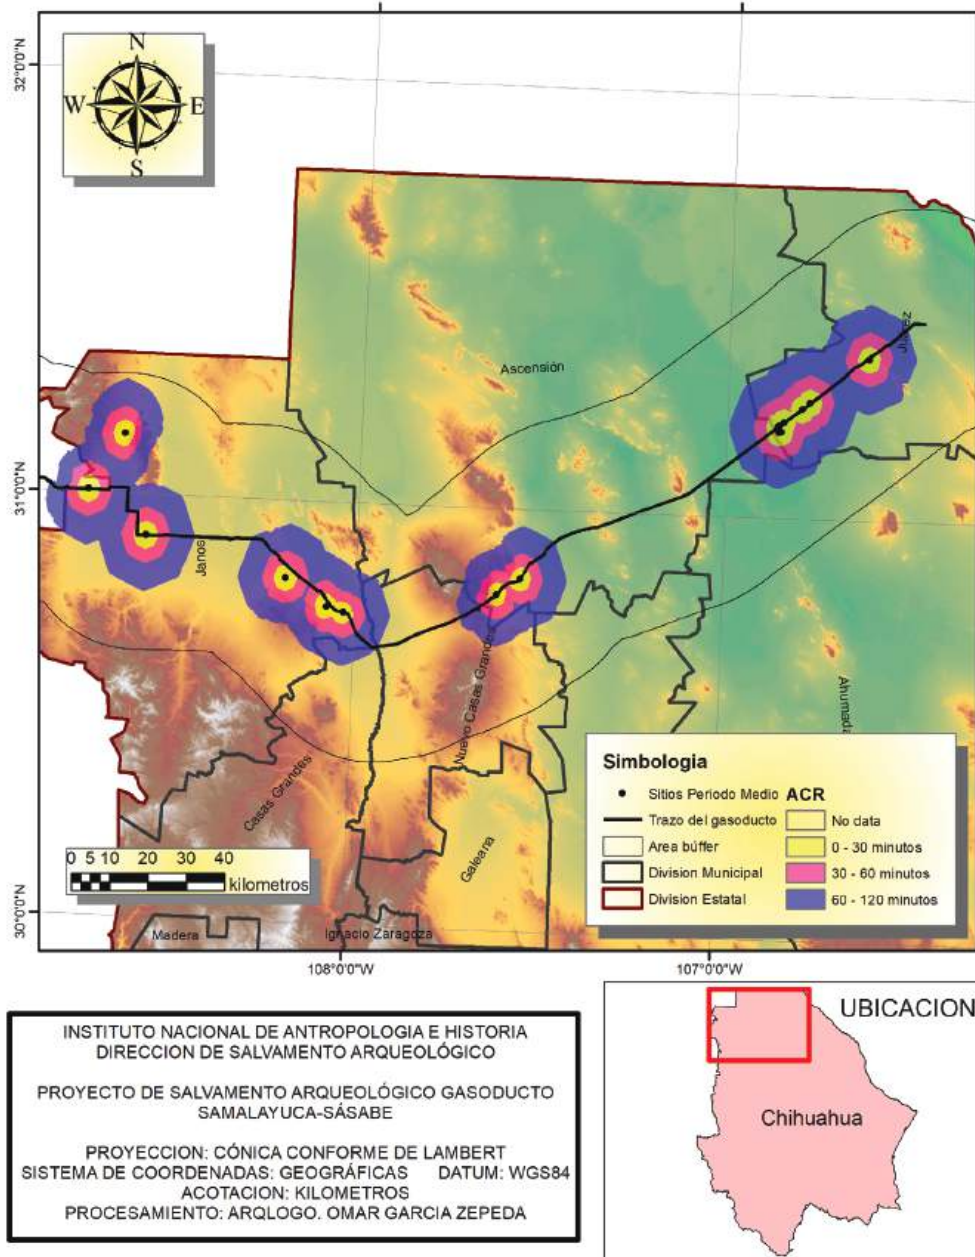 N
W E
S
32°0'0"N
31°0'0"N
30°0'0"N
Ascensión
Juárez
Janos
Nuevo Casas Grandes
Casas Grandes
Ahumada
Galeana
Madera
Ignacio Zaragoza
0 5 10 20 30 40
kilometros
Simbologia
Sitios Periodo Medio
Trazo del gasoducto
Area búffer
Division Municipal
Division Estatal
ACR
No data
0 - 30 minutos
30 - 60 minutos
60 - 120 minutos
108°0'0"W
107°0'0"W
INSTITUTO NACIONAL DE ANTROPOLOGIA E HISTORIA
DIRECCION DE SALVAMENTO ARQUEOLÓGICO
PROYECTO DE SALVAMENTO ARQUEOLÓGICO GASODUCTO
SAMALAYUCA-SÁSABE
PROYECCION: CÓNICA CONFORME DE LAMBERT
SISTEMA DE COORDENADAS: GEOGRÁFICAS DATUM: WGS84
ACOTACION: KILOMETROS
PROCESAMIENTO: ARQLOGO. OMAR GARCIA ZEPEDA
UBICACION
Chihuahua